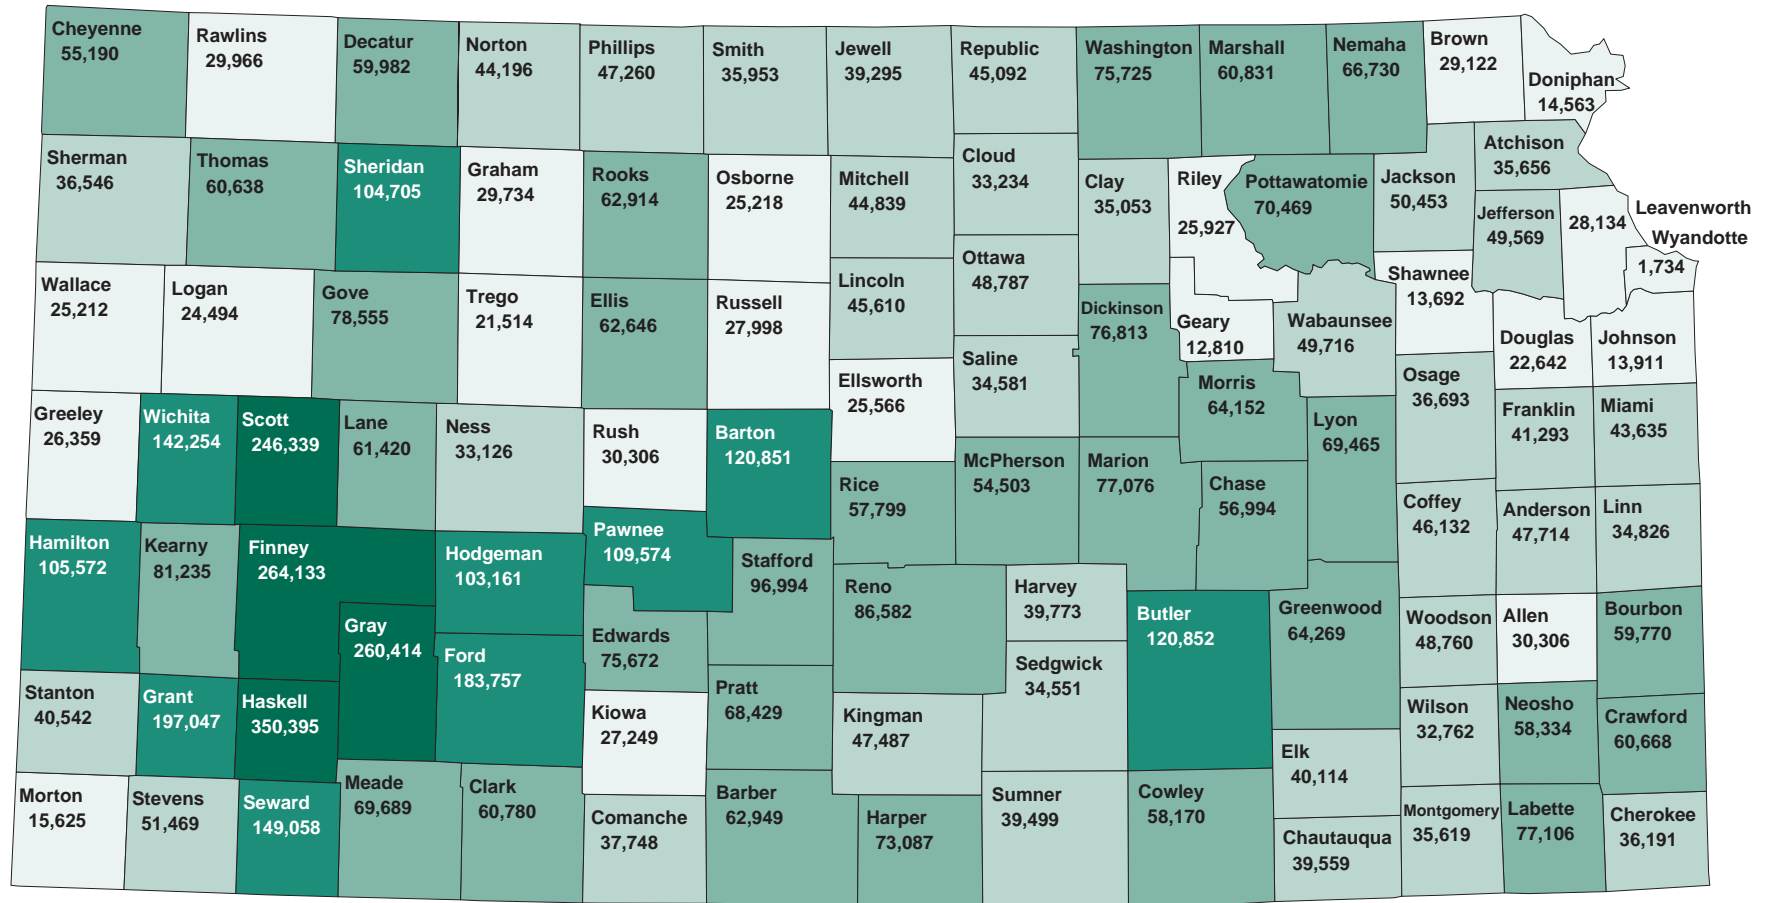 Cheyenne
55,190
Rawlins
29,966
Decatur
59,982
Norton
44,196
Phillips
47,260
Smith
35,953
Jewell
39,295
Republic
45,092
Washington
75,725
Marshall
60,831
Nemaha
66,730
Brown
29,122
Doniphan
14,563
Sherman
36,546
Thomas
60,638
Sheridan
104,705
Graham
29,734
Rooks
62,914
Osborne
25,218
Mitchell
44,839
Cloud
33,234
Clay
35,053
Riley
25,927
Pottawatomie
70,469
Jackson
50,453
Atchison
35,656
Jefferson
49,569
28,134
Leavenworth
Wyandotte
1,734
Wallace
25,212
Logan
24,494
Gove
78,555
Trego
21,514
Ellis
62,646
Russell
27,998
Lincoln
45,610
Ottawa
48,787
Saline
34,581
Dickinson
76,813
Geary
12,810
Wabaunsee
49,716
Shawnee
13,692
Douglas
22,642
Johnson
13,911
Greeley
26,359
Wichita
142,254
Scott
246,339
Lane
61,420
Ness
33,126
Rush
30,306
Barton
120,851
Ellsworth
25,566
Rice
57,799
McPherson
54,503
Marion
77,076
Morris
64,152
Chase
56,994
Lyon
69,465
Osage
36,693
Franklin
41,293
Miami
43,635
Coffey
46,132
Anderson
47,714
Linn
34,826
Hamilton
105,572
Kearny
81,235
Finney
264,133
Hodgeman
103,161
Pawnee
109,574
Stafford
96,994
Edwards
75,672
Gray
260,414
Ford
183,757
Reno
86,582
Harvey
39,773
Sedgwick
34,551
Butler
120,852
Greenwood
64,269
Woodson
48,760
Allen
30,306
Bourbon
59,770
Stanton
40,542
Grant
197,047
Haskell
350,395
Kiowa
27,249
Pratt
68,429
Kingman
47,487
Wilson
32,762
Neosho
58,334
Crawford
60,668
Elk
40,114
Morton
15,625
Stevens
51,469
Seward
149,058
Meade
69,689
Clark
60,780
Comanche
37,748
Barber
62,949
Harper
73,087
Sumner
39,499
Cowley
58,170
Chautauqua
39,559
Montgomery
35,619
Labette
77,106
Cherokee
36,191